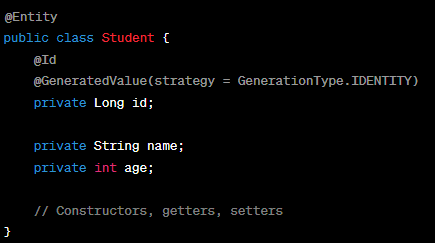 @Entity
public class Student {
    @Id
    @GeneratedValue(strategy = GenerationType.IDENTITY)
    private Long id;

    private String name;
    private int age;

    // Constructors, getters, setters
}